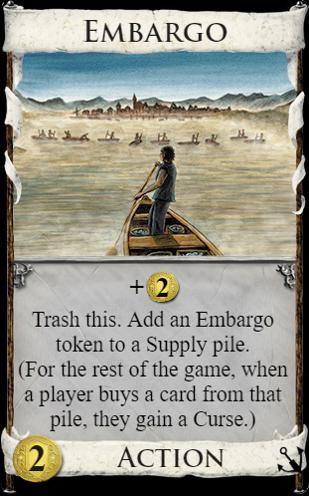 EMBARGO
+2
Trash this. Add an Embargo
token to a Supply pile.
(For the rest of the game, when
a player buys a card from that
pile, they gain a Curse.)
2 ACTION